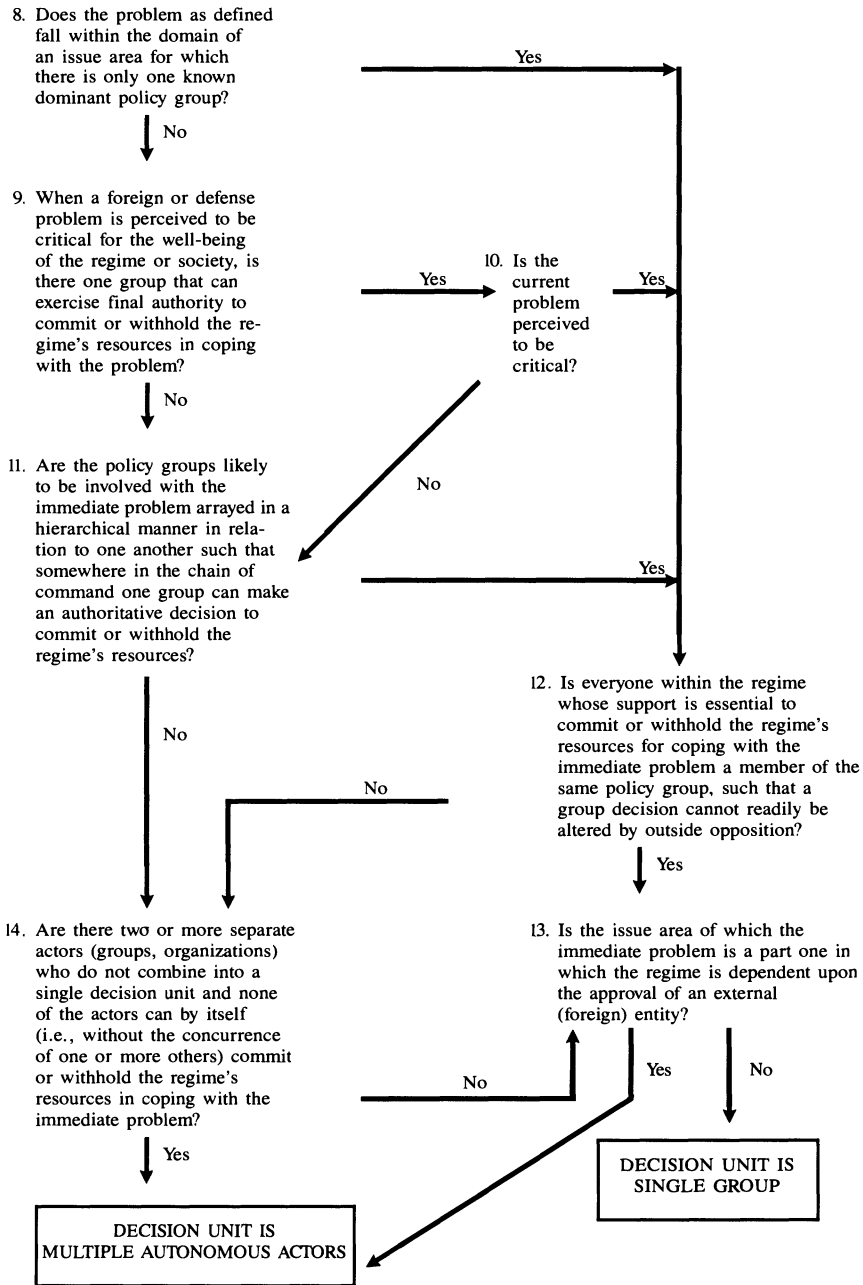 8. Does the problem as defined
fall within the domain of
an issue area for which
there is only one known
dominant policy group?
Yes
No
9. When a foreign or defense
problem is perceived to be
critical for the well-being
of the regime or society, is
there one group that can
exercise final authority to
commit or withhold the re-
gime's resources in coping
with the problem?
Yes
10. Is the
current
problem
perceived
to be
critical?
Yes
No
No
11. Are the policy groups likely
to be involved with the
immediate problem arrayed in a
hierarchical manner in rela-
tion to one another such that
somewhere in the chain of
command one group can make
an authoritative decision to
commit or withhold the
regime's resources?
Yes
No
12. Is everyone within the regime
whose support is essential to
commit or withhold the regime's
resources for coping with the
immediate problem a member of the
same policy group, such that a
group decision cannot readily be
altered by outside opposition?
No
Yes
14. Are there two or more separate
actors (groups, organizations)
who do not combine into a
single decision unit and none
of the actors can by itself
(i.e., without the concurrence
of one or more others) commit
or withhold the regime's
resources in coping with the
immediate problem?
No
Yes
13. Is the issue area of which the
immediate problem is a part one in
which the regime is dependent upon
the approval of an external
(foreign) entity?
Yes
No
DECISION UNIT IS
SINGLE GROUP
DECISION UNIT IS
MULTIPLE AUTONOMOUS ACTORS